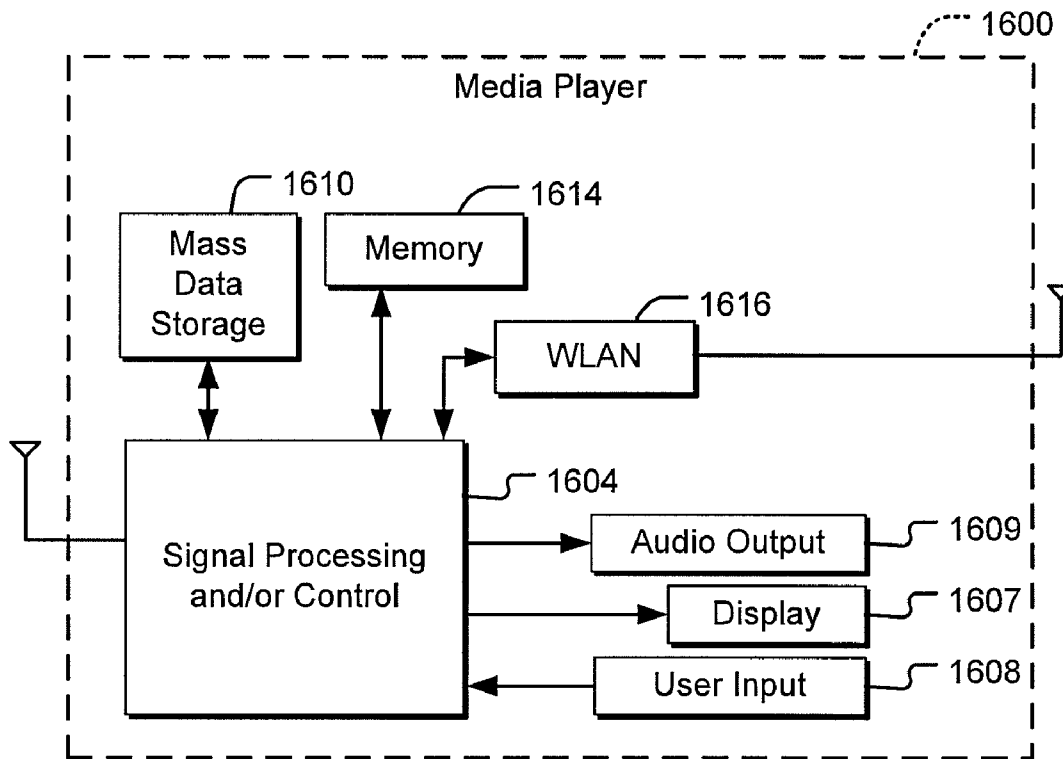 1600
Media Player
1610
1614
Mass
Data
Storage
Memory
1616
WLAN
1604
Signal Processing
and/or Control
Audio Output
1609
Display
1607
User Input
1608